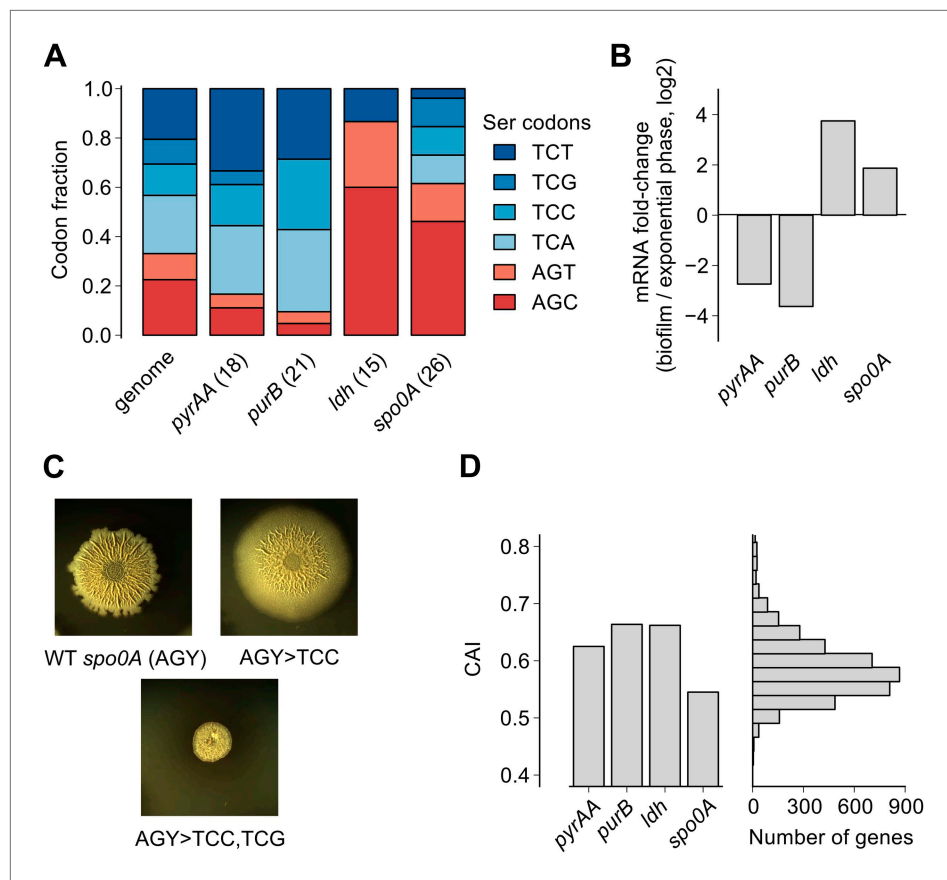 A
1.0
0.8
0.6
0.4
0.2
0.0
Codon fraction
genome
pyrAA (18)
purB (21)
ldh (15)
spo0A (26)
Ser codons
TCT
TCG
TCC
TCA
AGT
AGC
B
mRNA fold-change
(biofilm / exponential phase, log2)
4
2
0
−2
−4
pyrAA
purB
ldh
spo0A
C
WT spo0A (AGY)
AGY>TCC
AGY>TCC,TCG
D
CAI
0.8
0.7
0.6
0.5
0.4
pyrAA
purB
ldh
spo0A
0 300 600 900
Number of genes